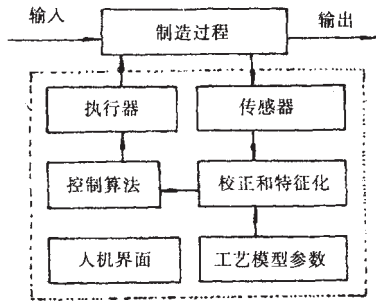 输入
制造过程
输出
执行器
传感器
控制算法
校正和特征化
人机界面
工艺模型参数